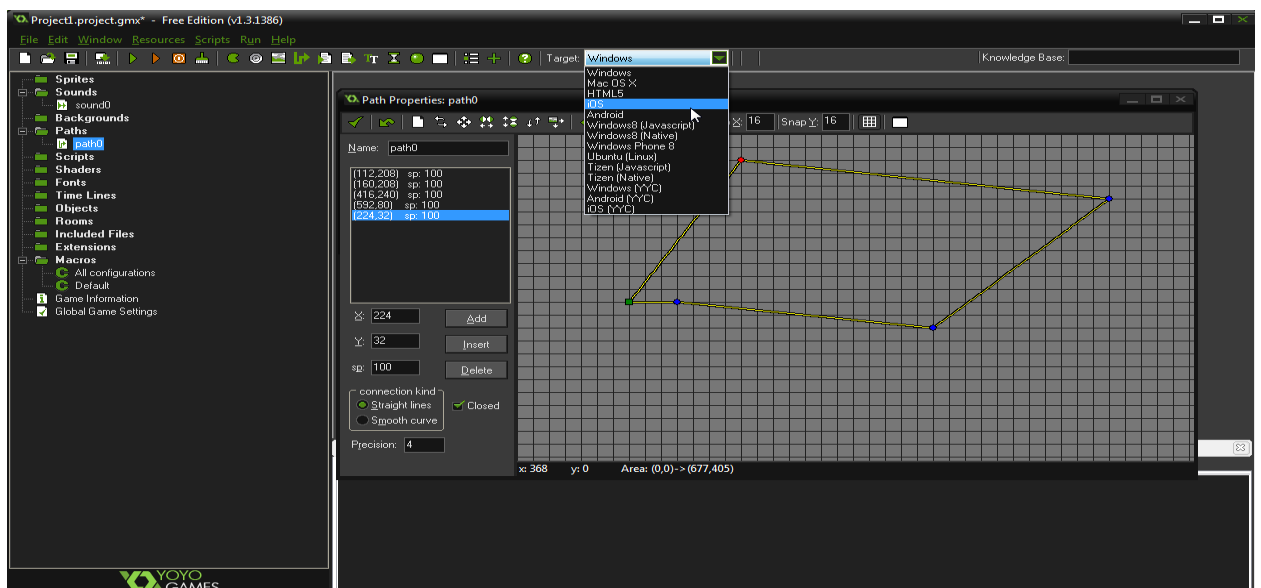 Project1.project.gmx* - Free Edition (v1.3.1386)
File Edit Window Resources Scripts Run Help
Target: Windows
Knowledge Base:
Windows
Mac OS X
HTML5
iOS
Android
Windows8 (Javascript)
Windows8 (Native)
Windows Phone 8
Ubuntu (Linux)
Tizen (Javascript)
Tizen (Native)
Windows (YYC)
Android (YYC)
iOS (YYC)
Sprites
Sounds
sound0
Backgrounds
Paths
path0
Scripts
Shaders
Fonts
Time Lines
Objects
Rooms
Included Files
Extensions
Macros
All configurations
Default
Game Information
Global Game Settings
YOYO
GAMES
Path Properties: path0
X: 16 Snap Y: 16
Name: path0
(112,208) sp: 100
(160,208) sp: 100
(416,240) sp: 100
(592,80) sp: 100
(224,32) sp: 100
X: 224 Add
Y: 32 Insert
sp: 100 Delete
connection kind
Straight lines Closed
Smooth curve
Precision: 4
x: 368 y: 0 Area: (0,0)->(677,405)